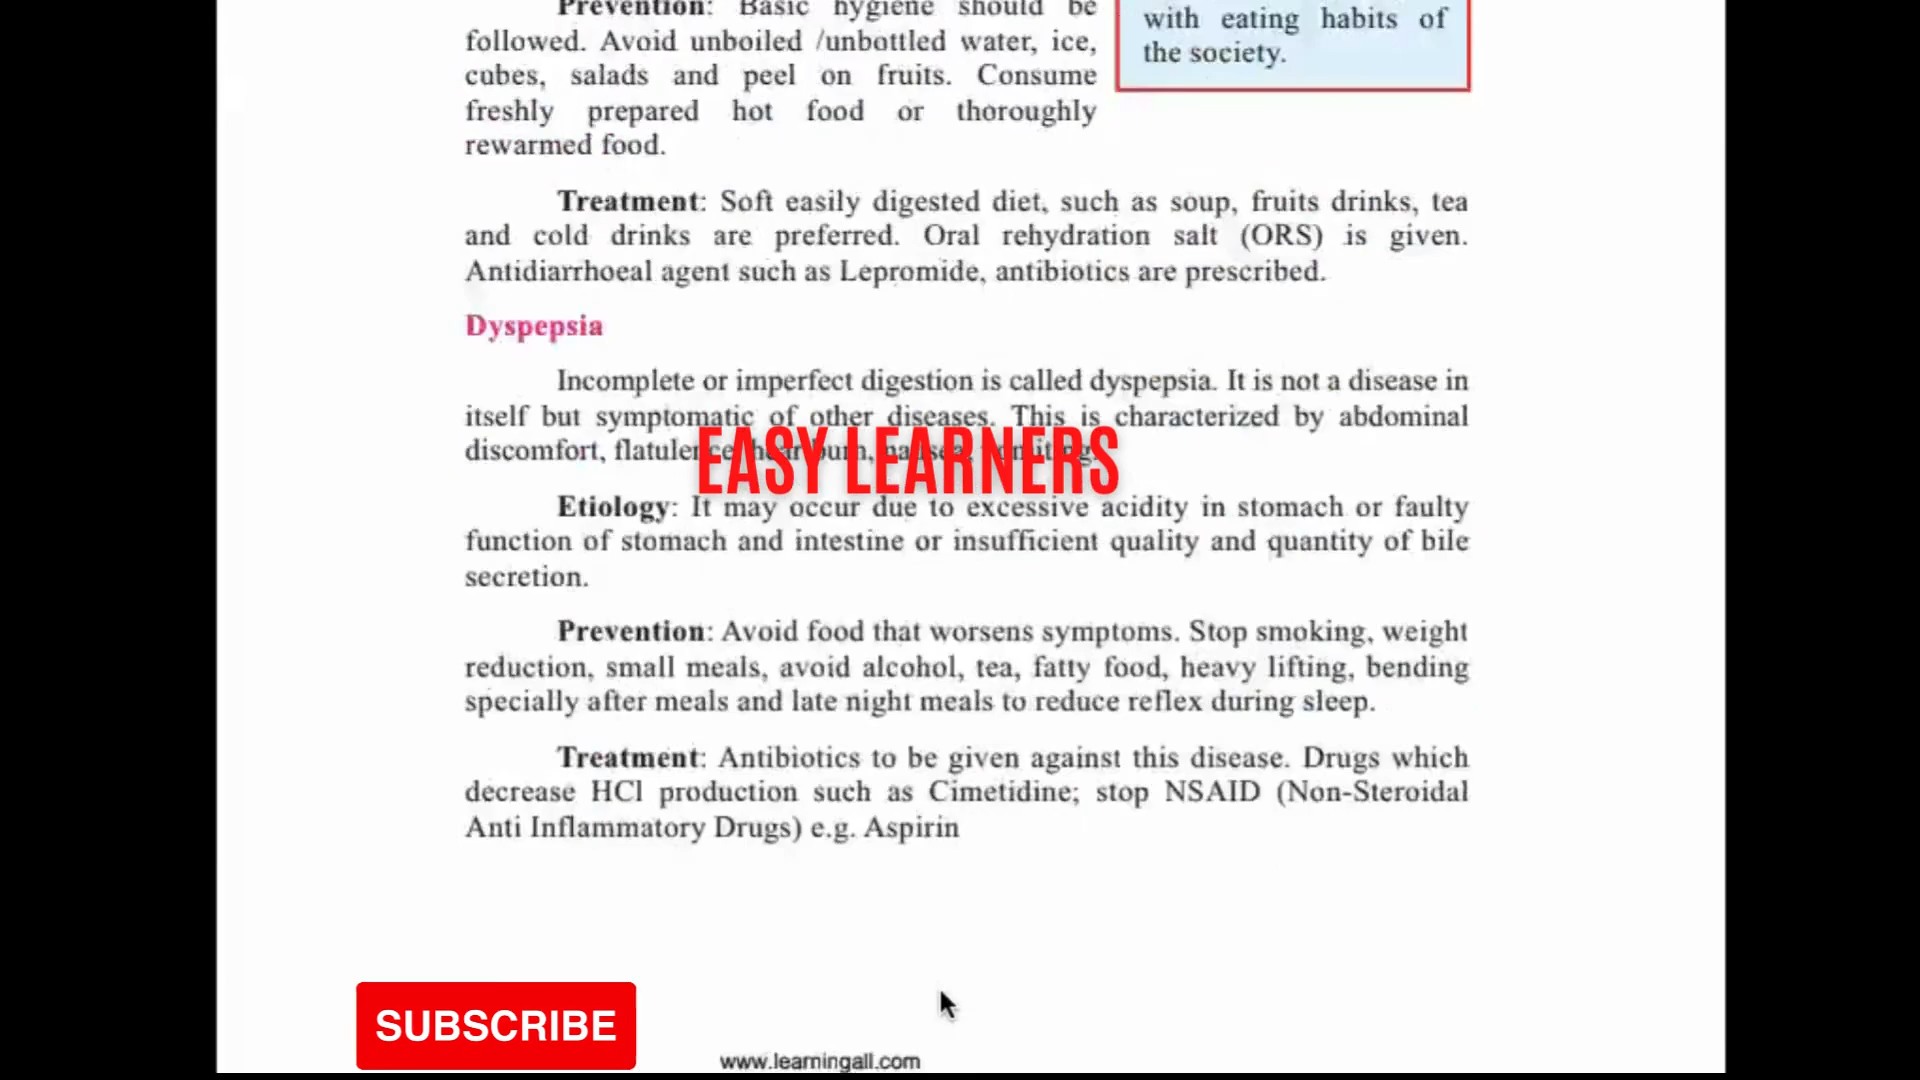 Prevention: Basic hygiene should be
followed. Avoid unboiled /unbottled water, ice,
cubes, salads and peel on fruits. Consume
freshly prepared hot food or thoroughly
rewarmed food.
with eating habits of
the society.
Treatment: Soft easily digested diet, such as soup, fruits drinks, tea
and cold drinks are preferred. Oral rehydration salt (ORS) is given.
Antidiarrhoeal agent such as Lepromide, antibiotics are prescribed.
Dyspepsia
Incomplete or imperfect digestion is called dyspepsia. It is not a disease in
itself but symptomatic of other diseases. This is characterized by abdominal
discomfort, flatulence, heart burn, nausea, vomiting.
EASY LEARNERS
Etiology: It may occur due to excessive acidity in stomach or faulty
function of stomach and intestine or insufficient quality and quantity of bile
secretion.
Prevention: Avoid food that worsens symptoms. Stop smoking, weight
reduction, small meals, avoid alcohol, tea, fatty food, heavy lifting, bending
specially after meals and late night meals to reduce reflex during sleep.
Treatment: Antibiotics to be given against this disease. Drugs which
decrease HCl production such as Cimetidine; stop NSAID (Non-Steroidal
Anti Inflammatory Drugs) e.g. Aspirin
SUBSCRIBE
www.learningall.com